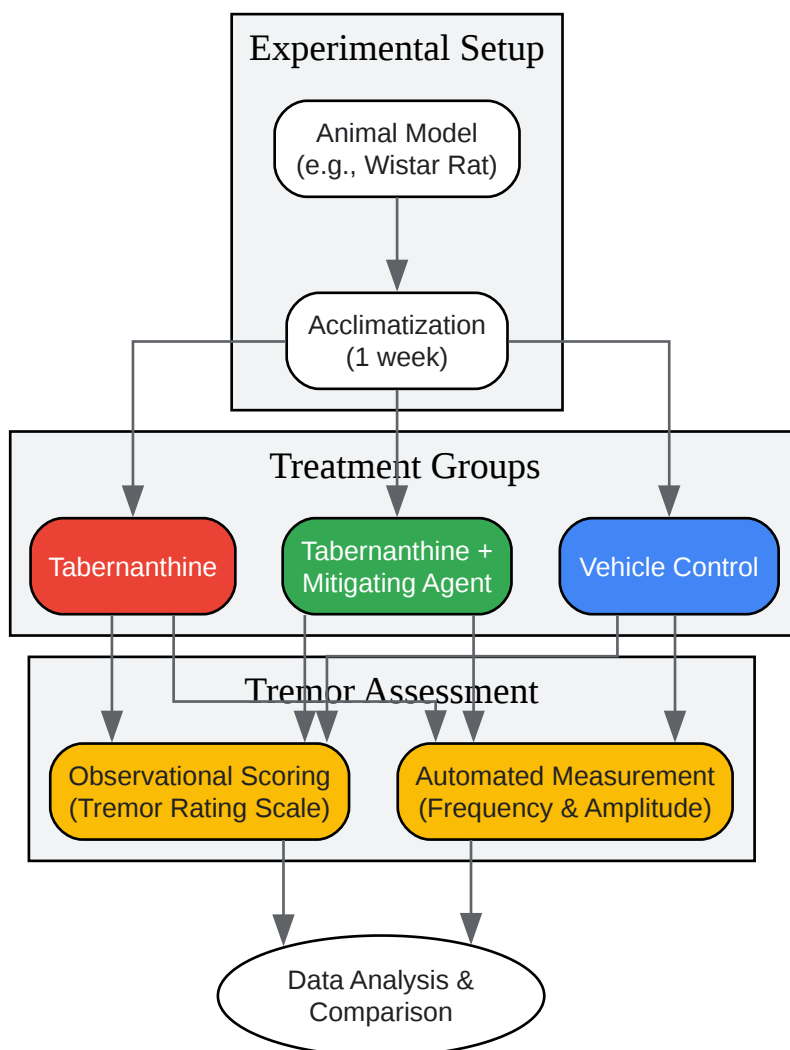 Experimental Setup
Animal Model
(e.g., Wistar Rat)
Acclimatization
(1 week)
Treatment Groups
Tabernanthine
Tabernanthine +
Mitigating Agent
Vehicle Control
Tremor Assessment
Observational Scoring
(Tremor Rating Scale)
Automated Measurement
(Frequency & Amplitude)
Data Analysis &
Comparison